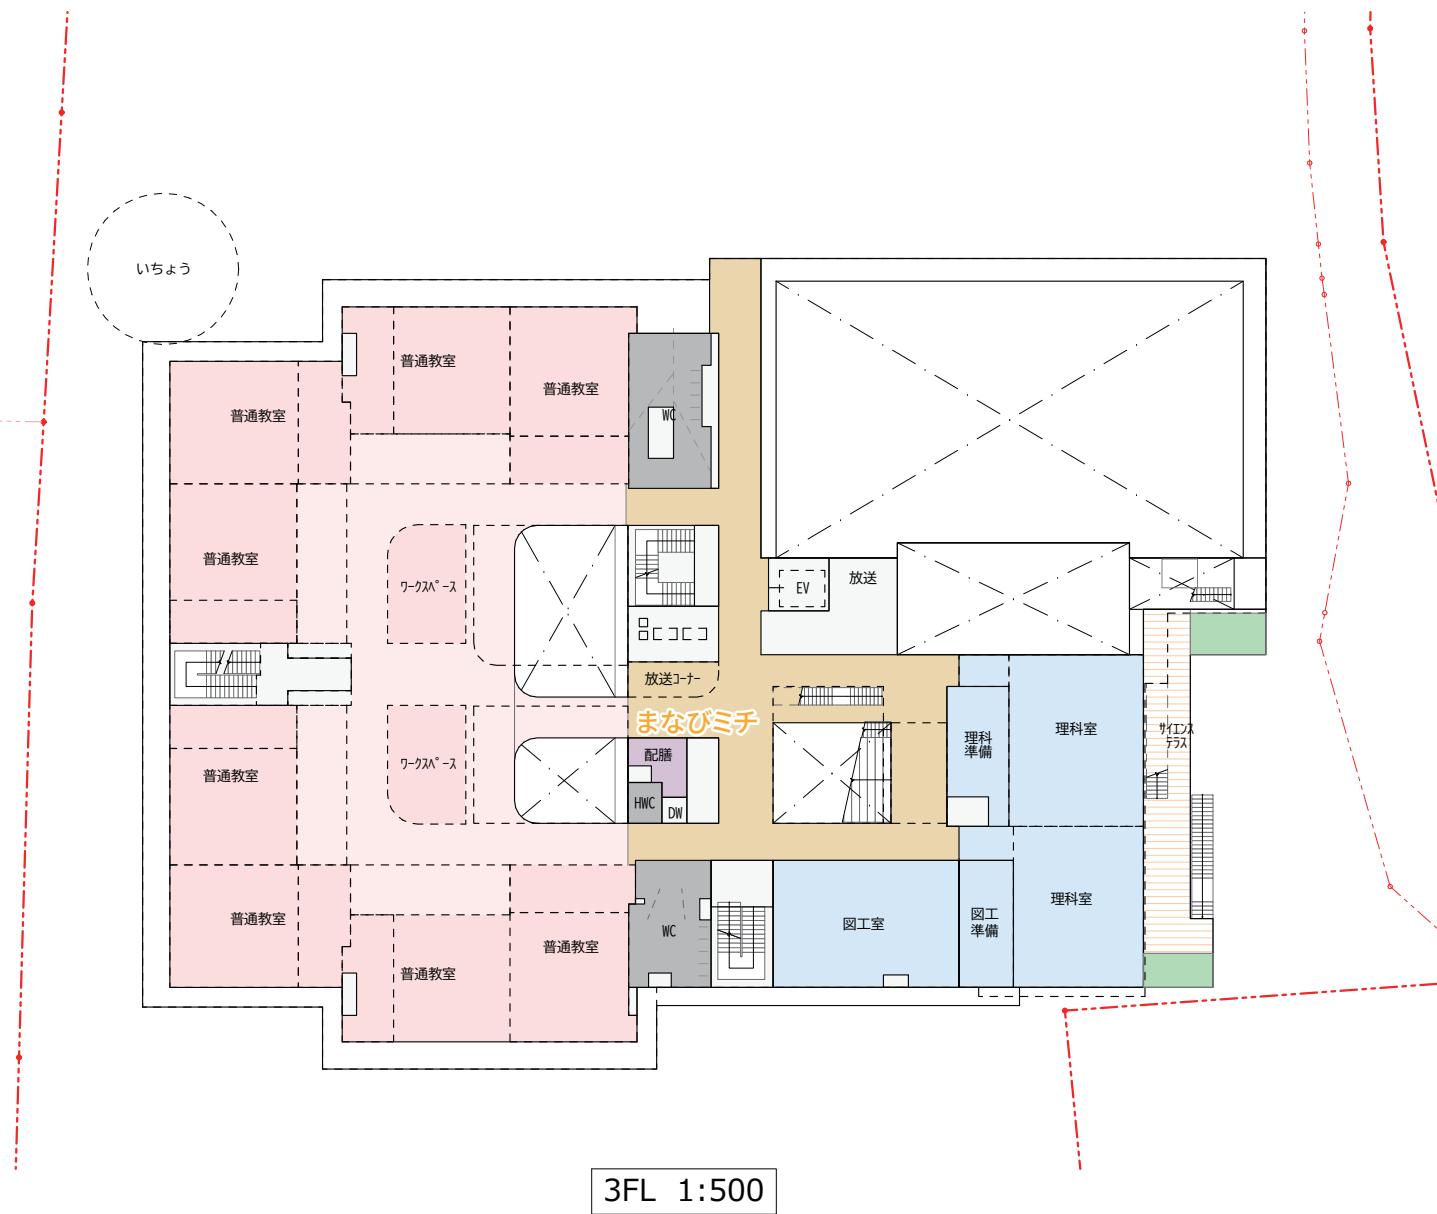 いちょう
普通教室
普通教室
普通教室
WC
普通教室
ワークスペース
EV
放送
放送コーナー
まなびミチ
理科
準備
理科室
サイエンス
テラス
普通教室
ワークスペース
配膳
HWC
DW
普通教室
普通教室
普通教室
WC
図工室
図工
準備
理科室
3FL 1:500